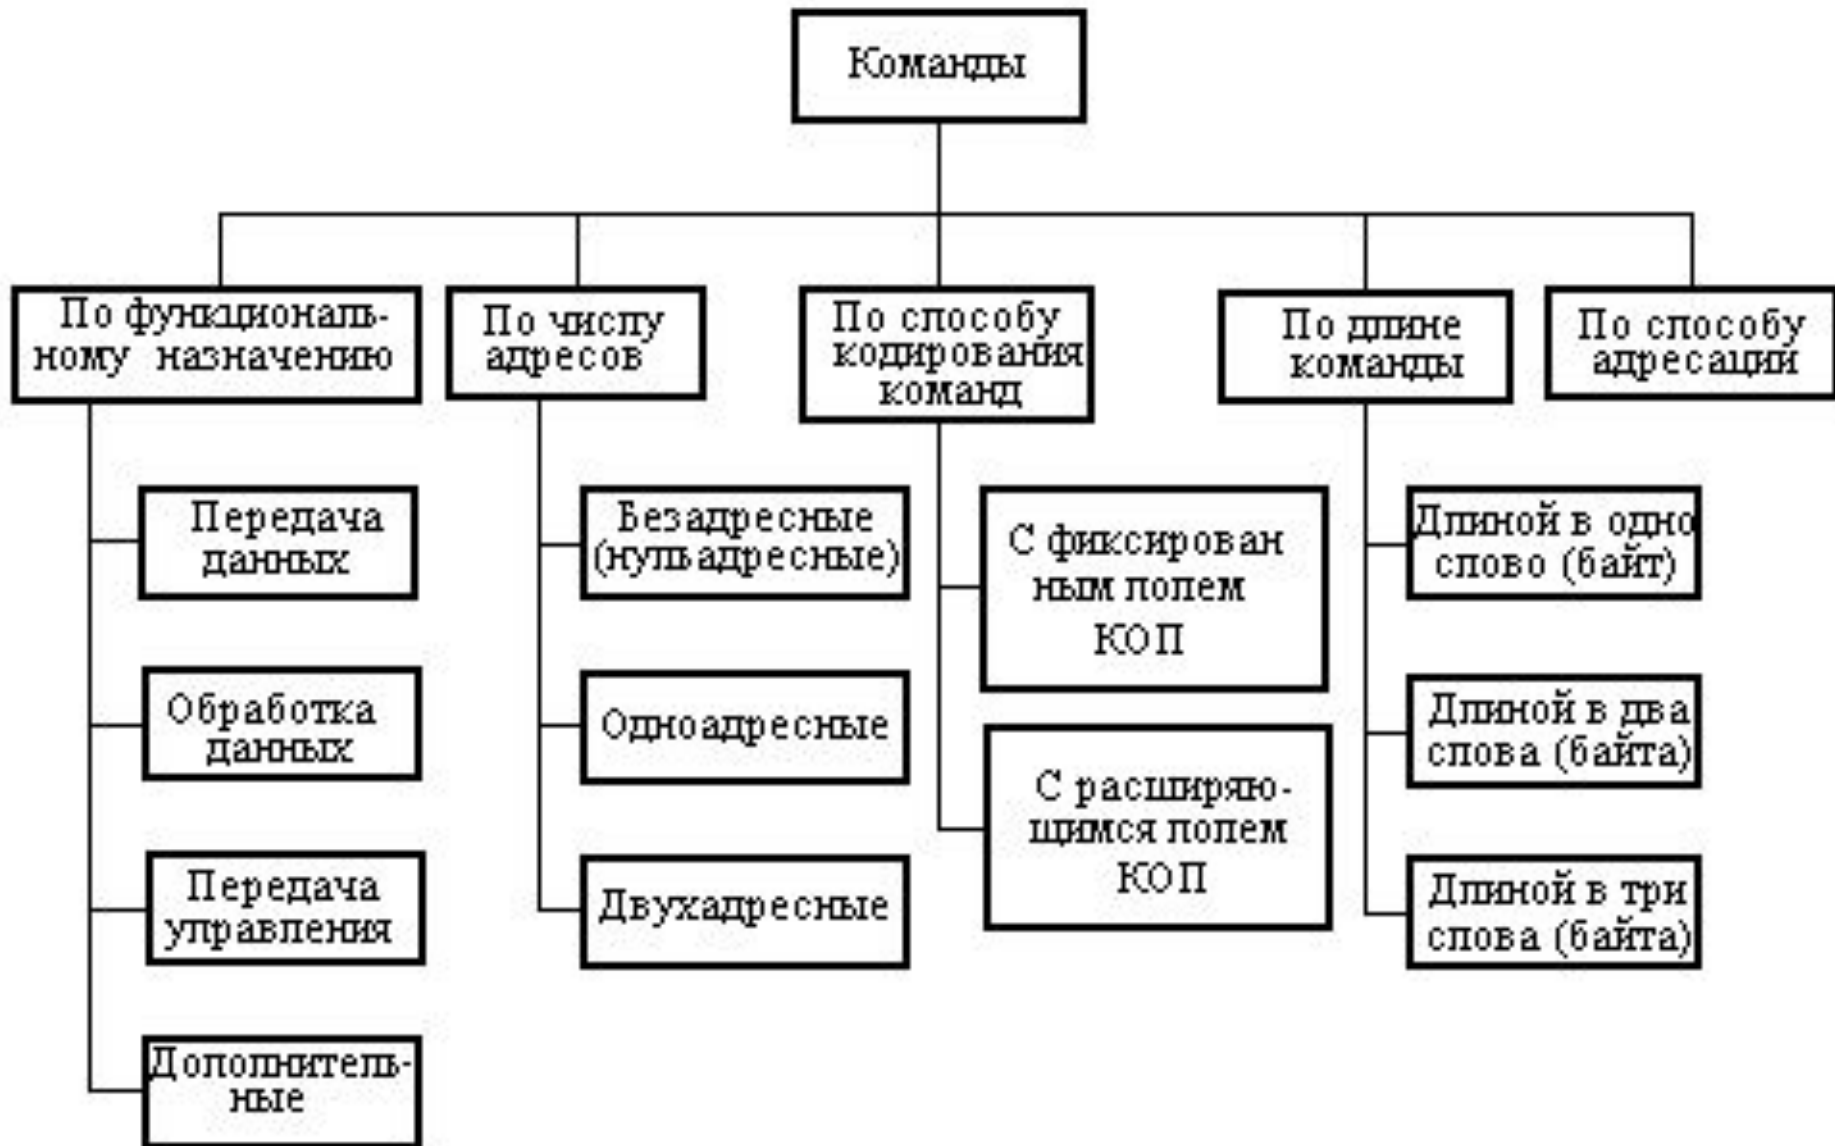 Команды
По функциональ-
ному назначению
По числу
адресов
По способу
кодирования
команд
По длине
команды
По способу
адресации
Передача
данных
Обработка
данных
Передача
управления
Дополнитель-
ные
Безадресные
(нульадресные)
Одноадресные
Двухадресные
С фиксирован
ным полем
КОП
С расширяю-
щимся полем
КОП
Длиной в одно
слово (байт)
Длиной в два
слова (байта)
Длиной в три
слова (байта)